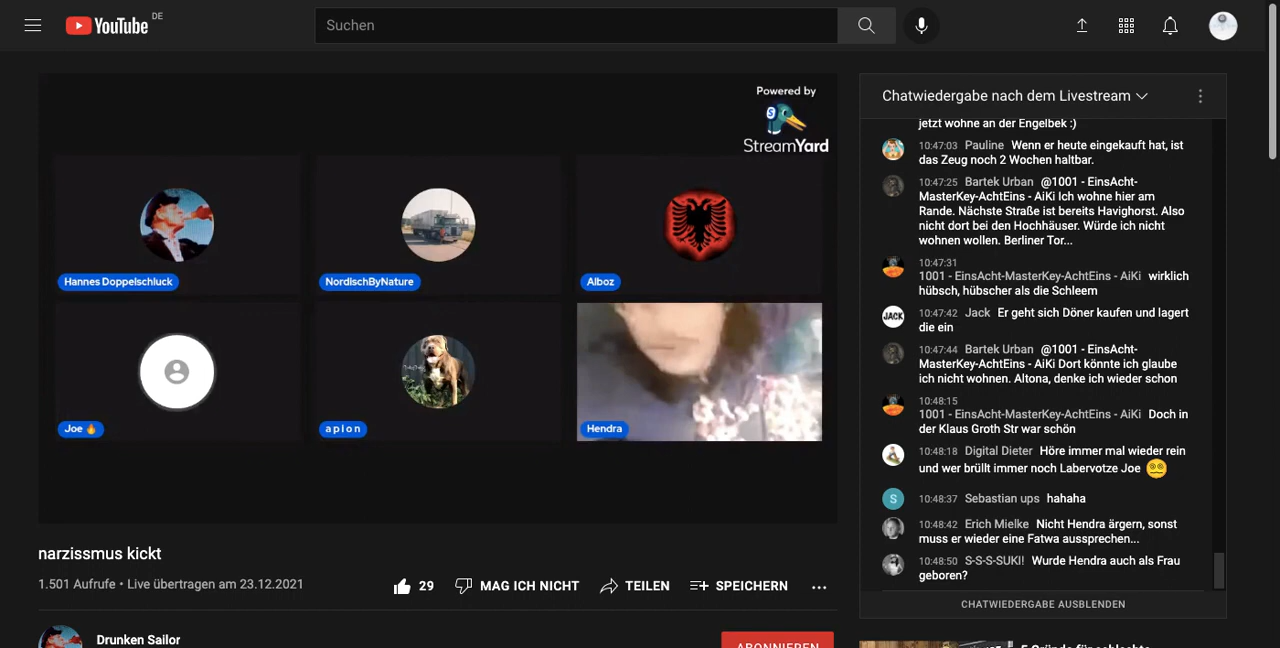 YouTube DE
Suchen
Powered by
StreamYard
Hannes Doppelschluck
NordischByNature
Alboz
Joe 🔥
a p i o n
Hendra
narzissmus kickt
1.501 Aufrufe • Live übertragen am 23.12.2021
29
MAG ICH NICHT
TEILEN
SPEICHERN
Drunken Sailor
ABONNIEREN
Chatwiedergabe nach dem Livestream
jetzt wohne an der Engelbek :)
10:47:03 Pauline Wenn er heute eingekauft hat, ist
das Zeug noch 2 Wochen haltbar.
10:47:25 Bartek Urban @1001 - EinsAcht-
MasterKey-AchtEins - AiKi Ich wohne hier am
Rande. Nächste Straße ist bereits Havighorst. Also
nicht dort bei den Hochhäuser. Würde ich nicht
wohnen wollen. Berliner Tor...
10:47:31
1001 - EinsAcht-MasterKey-AchtEins - AiKi wirklich
hübsch, hübscher als die Schleem
JACK
10:47:42 Jack Er geht sich Döner kaufen und lagert
die ein
10:47:44 Bartek Urban @1001 - EinsAcht-
MasterKey-AchtEins - AiKi Dort könnte ich glaube
ich nicht wohnen. Altona, denke ich wieder schon
10:48:15
1001 - EinsAcht-MasterKey-AchtEins - AiKi Doch in
der Klaus Groth Str war schön
10:48:18 Digital Dieter Höre immer mal wieder rein
und wer brüllt immer noch Labervotze Joe 😵‍💫
S
10:48:37 Sebastian ups hahaha
10:48:42 Erich Mielke Nicht Hendra ärgern, sonst
muss er wieder eine Fatwa aussprechen...
10:48:50 S-S-S-SUKI! Wurde Hendra auch als Frau
geboren?
CHATWIEDERGABE AUSBLENDEN
5 Gründe für schlechte